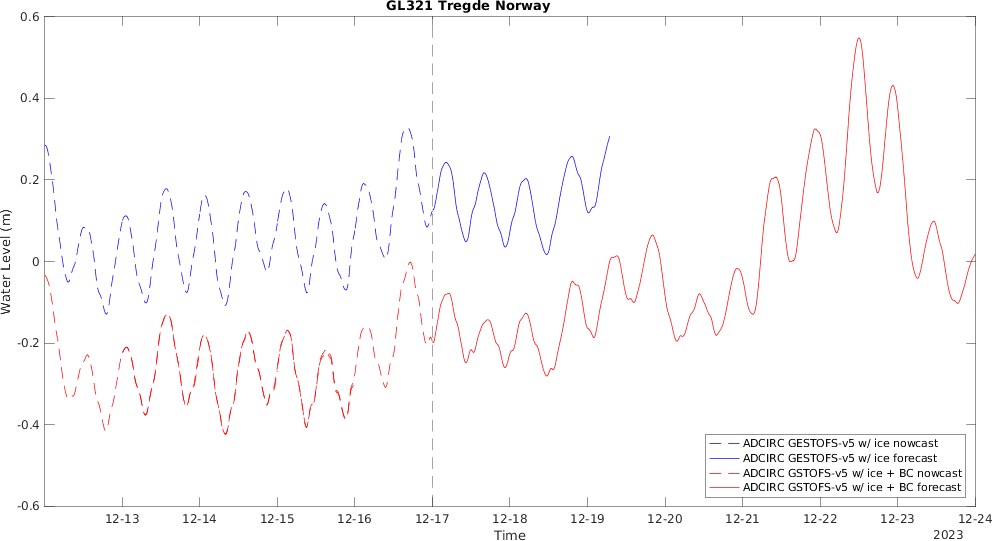 GL321 Tregde Norway
Water Level (m)
0.6
0.4
0.2
0
-0.2
-0.4
-0.6
ADCIRC GESTOFS-v5 w/ ice nowcast
ADCIRC GESTOFS-v5 w/ ice forecast
ADCIRC GSTOFS-v5 w/ ice + BC nowcast
ADCIRC GSTOFS-v5 w/ ice + BC forecast
12-13 12-14 12-15 12-16 12-17 12-18 12-19 12-20 12-21 12-22 12-23 12-24
Time
2023